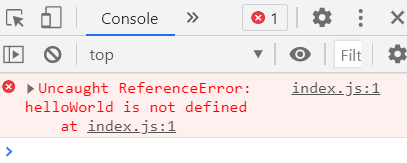 Console
1
top
Filt
Uncaught ReferenceError: index.js:1
helloWorld is not defined
at index.js:1